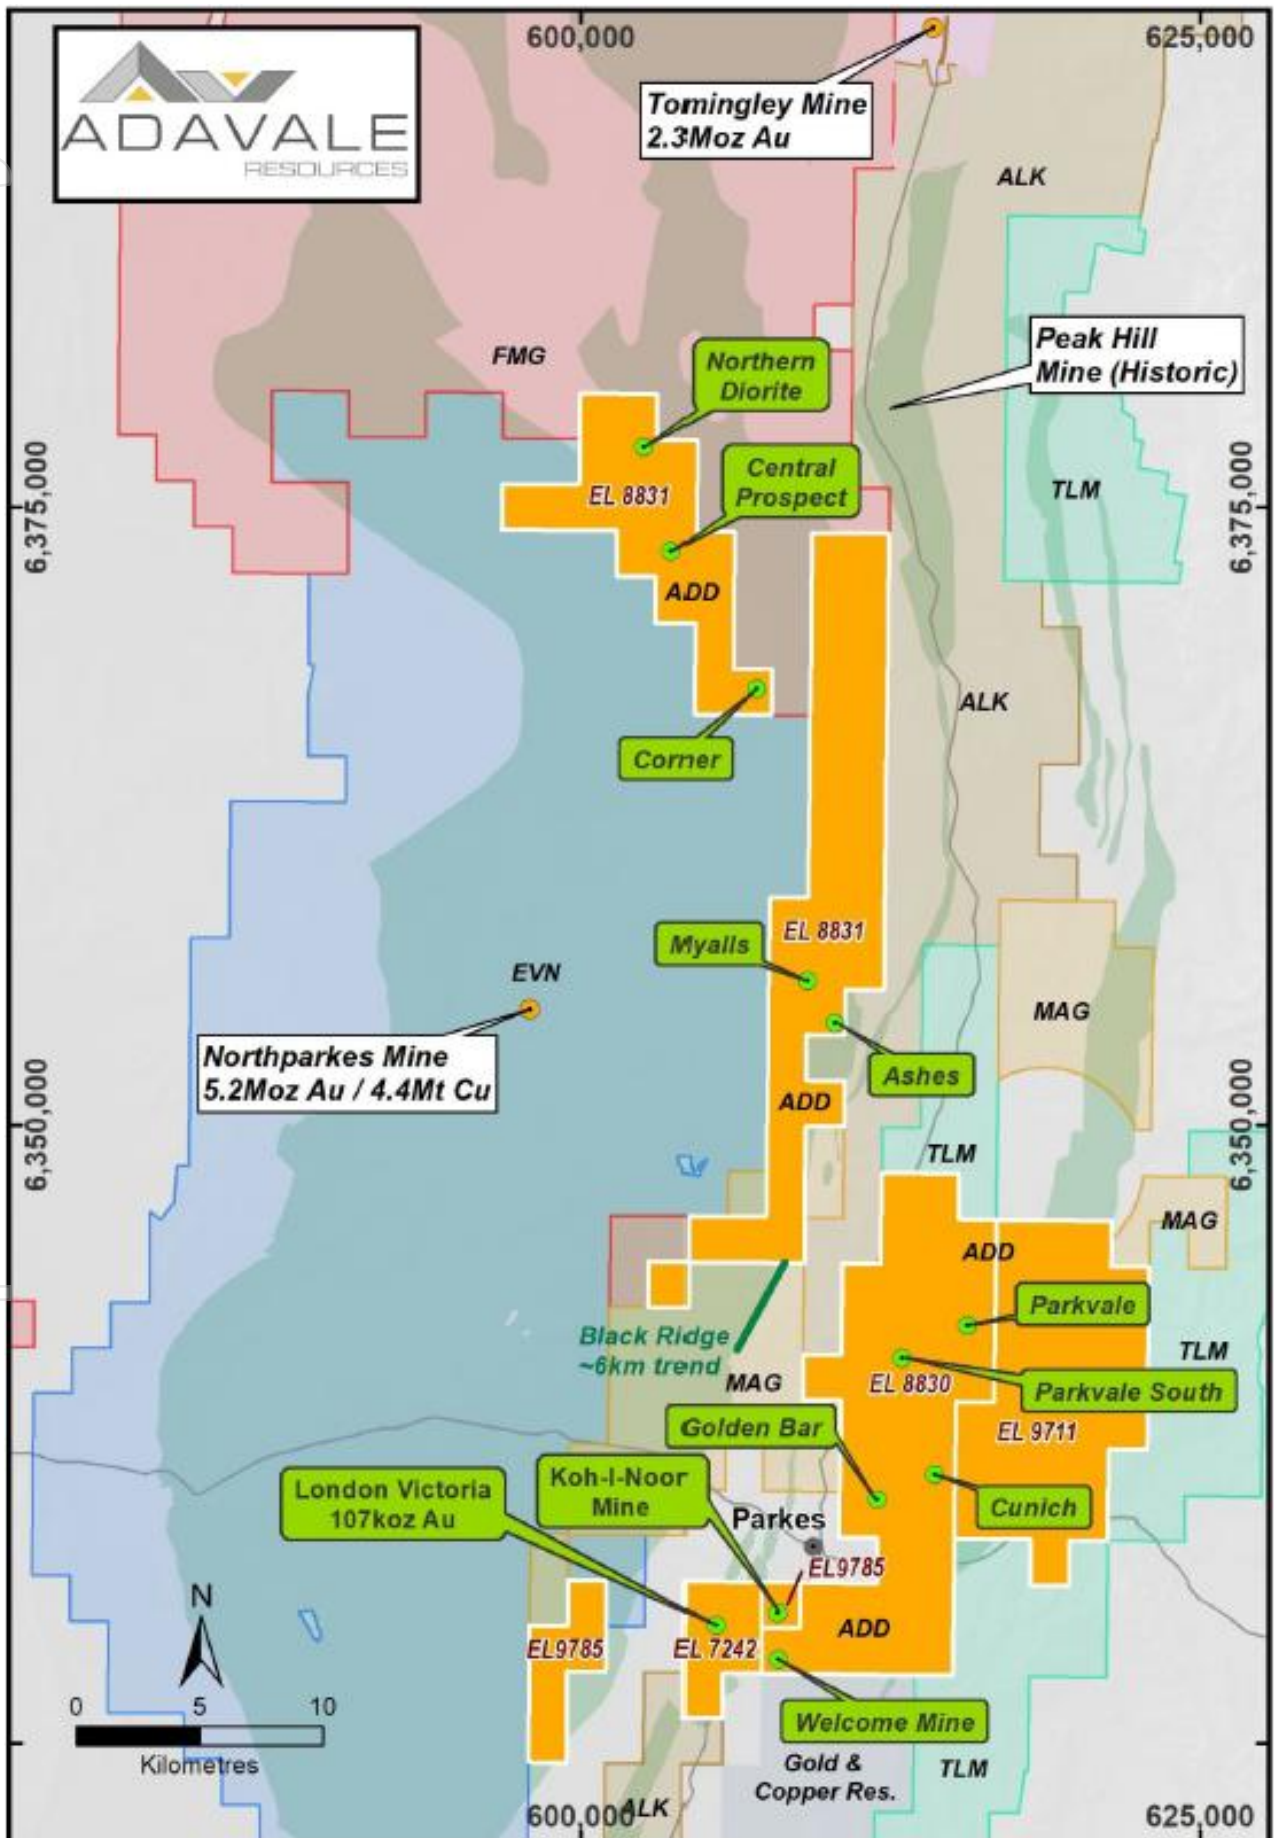 600,000
625,000
ADAVALE
RESOURCES
Tomingley Mine
2.3Moz Au
ALK
Peak Hill
Mine (Historic)
FMG
Northern
Diorite
Central
Prospect
EL 8831
TLM
6,375,000
6,375,000
ADD
ALK
Corner
EL 8831
Myalls
EVN
MAG
Northparkes Mine
5.2Moz Au / 4.4Mt Cu
Ashes
ADD
6,350,000
6,350,000
TLM
MAG
ADD
Parkvale
Black Ridge
~6km trend
TLM
MAG
EL 8830
Parkvale South
Golden Bar
EL 9711
London Victoria
107koz Au
Koh-I-Noor
Mine
Cunich
Parkes
EL9785
N
EL9785
EL 7242
ADD
0 5 10
Kilometres
Welcome Mine
Gold &
Copper Res.
TLM
ALK
600,000
625,000